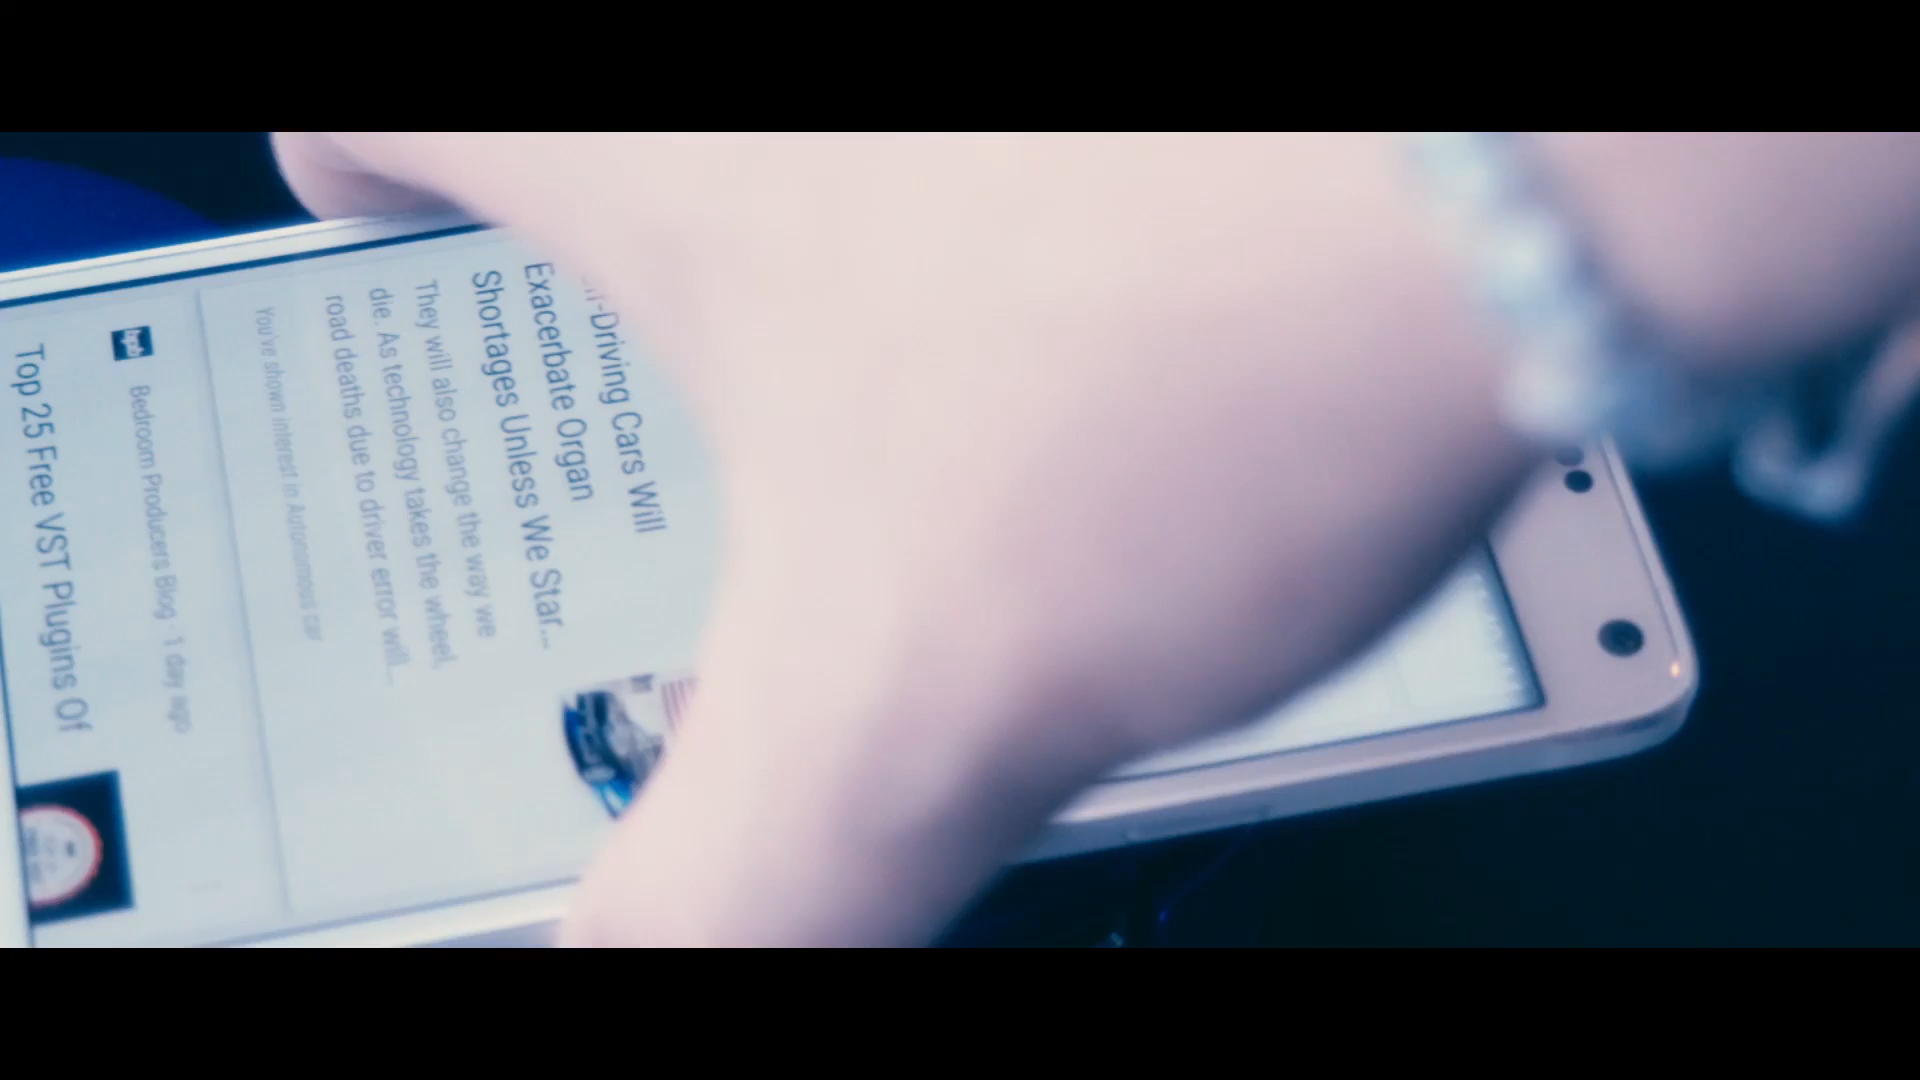 -Driving Cars Will
Exacerbate Organ
Shortages Unless We Star...
They will also change the way we
die. As technology takes the wheel,
road deaths due to driver error will...
You've shown interest in Autonomous car
bpb
Bedroom Producers Blog · 1 day ago
Top 25 Free VST Plugins Of